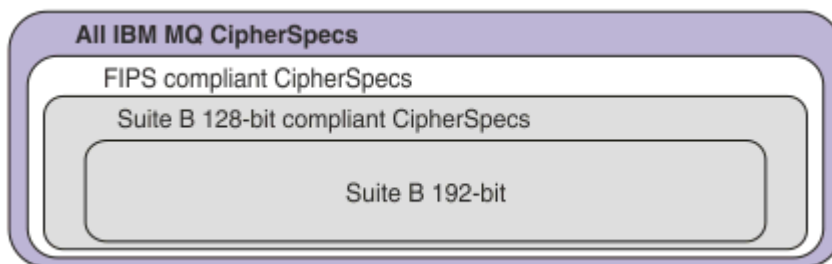 All IBM MQ CipherSpecs
FIPS compliant CipherSpecs
Suite B 128-bit compliant CipherSpecs
Suite B 192-bit